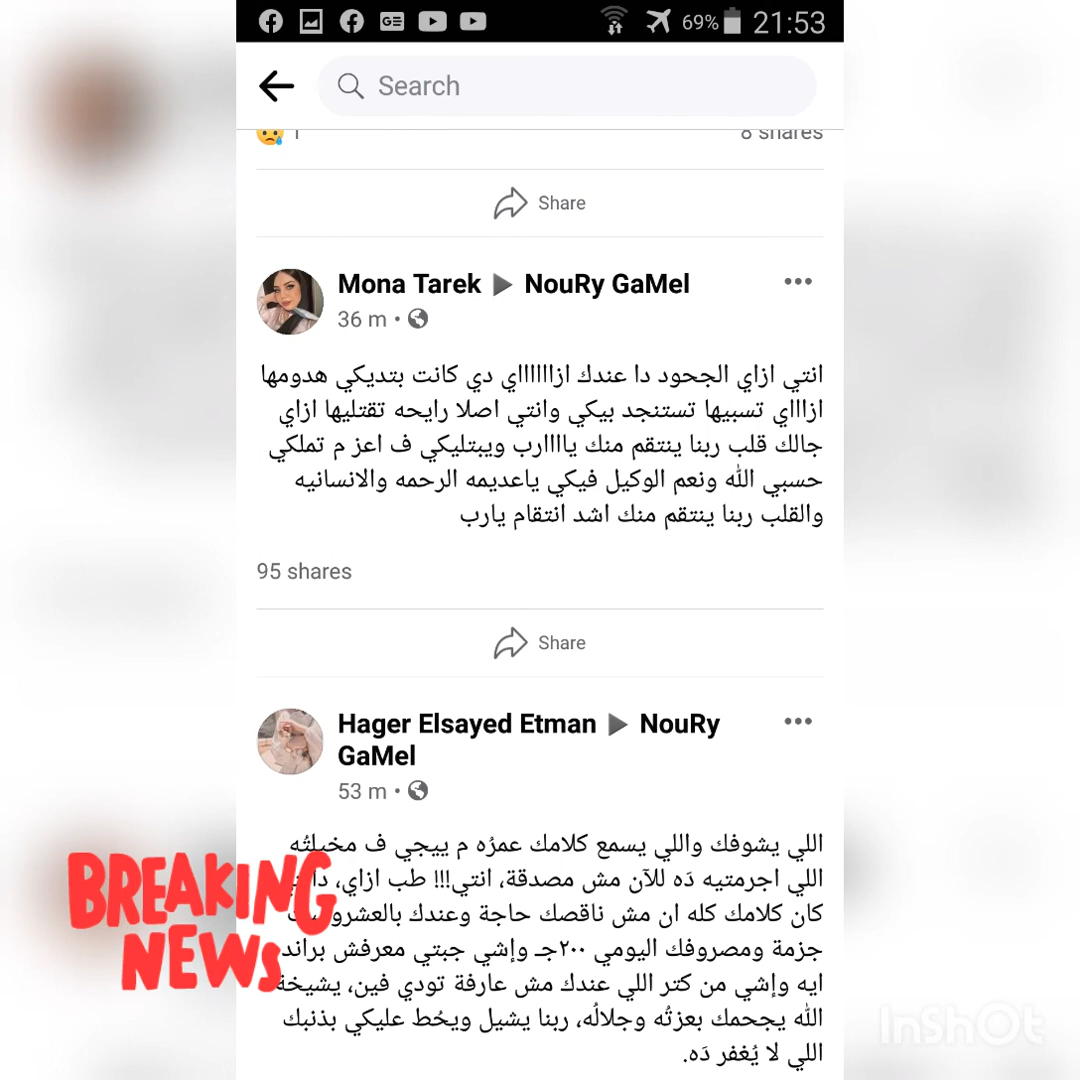 69% 21:53
Search
1 8 shares
Share
Mona Tarek NouRy GaMel
36 m
انتي ازاي الجحود دا عندك ازااااااي دي كانت بتديكي هدومها
ازاااي تسبيها تستنجد بيكي وانتي اصلا رايحه تقتليها ازاي
جالك قلب ربنا ينتقم منك ياااارب ويبتليكي ف اعز م تملكي
حسبي الله ونعم الوكيل فيكي ياعديمه الرحمه والانسانيه
والقلب ربنا ينتقم منك اشد انتقام يارب
95 shares
Share
Hager Elsayed Etman NouRy
GaMel
53 m
اللي يشوفك واللي يسمع كلامك عمرُه م ييجي ف مخيلتُه
اللي اجرمتيه دَه للآن مش مصدقة، انتي!!! طب ازاي،
كان كلامك كله ان مش ناقصك حاجة وعندك
جزمة ومصروفك اليومي ٢٠٠جـ وإشي جبتي معرفش براند
ايه وإشي من كتر اللي عندك مش عارفة تودي فين، يشيخة
الله يجحمك بعزتُه وجلالُه، ربنا يشيل ويحُط عليكي بذنبك
اللي لا يُغفر دَه.
BREAKING
NEWS
InShOt